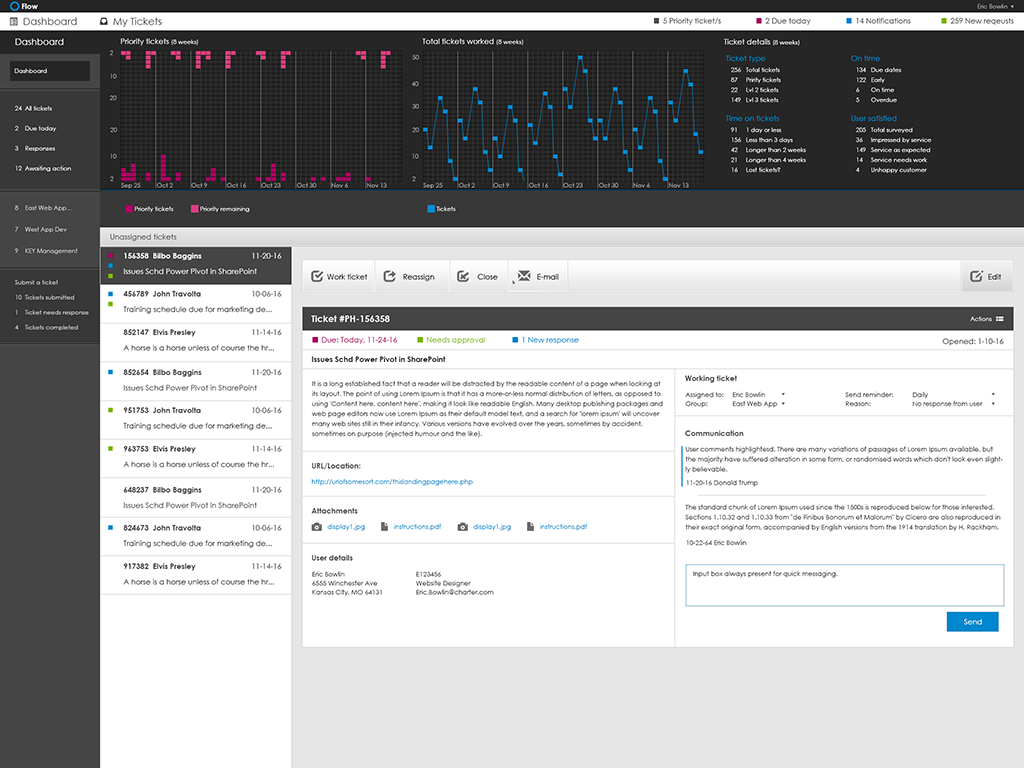 Flow
Eric Bowlin
Dashboard
My Tickets
5 Priority ticket/s
2 Due today
14 Notifications
259 New reqeusts
Dashboard
Dashboard
24 All tickets
2 Due today
3 Responses
12 Awaiting action
8 East Web App...
7 West App Dev
9 KEY Management
Submit a ticket
10 Tickets submitted
1 Ticket needs response
4 Tickets completed
Priority tickets (8 weeks)
2
10
20
20
10
2
Sep 25 Oct 2 Oct 9 Oct 16 Oct 23 Oct 30 Nov 6 Nov 13
Priority tickets Priority remaining
Total tickets worked (8 weeks)
50
30
20
10
2
Sep 25 Oct 2 Oct 9 Oct 16 Oct 23 Oct 30 Nov 6 Nov 13
Tickets
Ticket details (8 weeks)
Ticket type
256 Total tickets
87 Pririty tickets
22 Lvl 2 tickets
149 Lvl 3 tickets
On time
134 Due dates
122 Early
6 On time
5 Overdue
Time on tickets
91 1 day or less
156 Less than 3 days
42 Longer than 2 weeks
21 Longer than 4 weeks
16 Lost tickets?
User satisfied
205 Total surveyed
36 Impressed by service
149 Service as expected
14 Service needs work
4 Unhappy customer
Unassigned tickets
156358 Bilbo Baggins 11-20-16
Issues Schd Power Pivot in SharePoint
456789 John Travolta 10-06-16
Training schedule due for marketing de...
852147 Elvis Presley 11-14-16
A horse is a horse unless of course the hr...
852654 Bilbo Baggins 11-20-16
Issues Schd Power Pivot in SharePoint
951753 John Travolta 10-06-16
Training schedule due for marketing de...
963753 Elvis Presley 11-14-16
A horse is a horse unless of course the hr...
648237 Bilbo Baggins 11-20-16
Issues Schd Power Pivot in SharePoint
824673 John Travolta 10-06-16
Training schedule due for marketing de...
917382 Elvis Presley 11-14-16
A horse is a horse unless of course the hr...
Work ticket
Reassign
Close
E-mail
Edit
Ticket #PH-156358
Actions
Due: Today, 11-24-16
Needs approval
1 New response
Opened: 1-10-16
Issues Schd Power Pivot in SharePoint
It is a long established fact that a reader will be distracted by the readable content of a page when looking at
its layout. The point of using Lorem Ipsum is that it has a more-or-less normal distribution of letters, as opposed to
using 'Content here, content here', making it look like readable English. Many desktop publishing packages and
web page editors now use Lorem Ipsum as their default model text, and a search for 'lorem ipsum' will uncover
many web sites still in their infancy. Various versions have evolved over the years, sometimes by accident,
sometimes on purpose (injected humour and the like).
URL/Location:
http://urlofsomesort.com/thislandingpagehere.php
Attachments
display1.jpg
instructions.pdf
display1.jpg
instructions.pdf
User details
Eric Bowlin
6555 Winchester Ave
Kansas City, MO 64131
E123456
Website Designer
Eric.Bowlin@charter.com
Working ticket
Assigned to: Eric Bowlin
Group: East Web App
Send reminder: Daily
Reason: No response from user
Communication
User comments highlightesd. There are many variations of passages of Lorem Ipsum available, but
the majority have suffered alteration in some form, or randomised words which don't look even slight-
ly believable.
11-20-16 Donald Trump
The standard chunk of Lorem Ipsum used since the 1500s is reproduced below for those interested.
Sections 1.10.32 and 1.10.33 from "de Finibus Bonorum et Malorum" by Cicero are also reproduced in
their exact original form, accompanied by English versions from the 1914 translation by H. Rackham.
10-22-64 Eric Bowlin
Input box always present for quick messaging.
Send